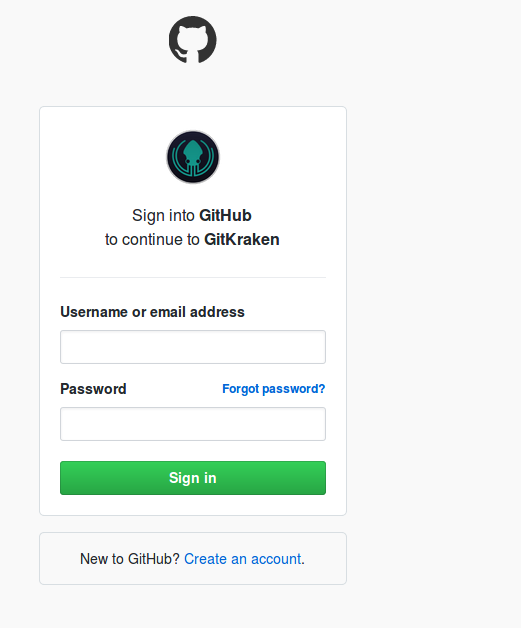 Sign into GitHub
to continue to GitKraken
Username or email address
Password Forgot password?
Sign in
New to GitHub? Create an account.